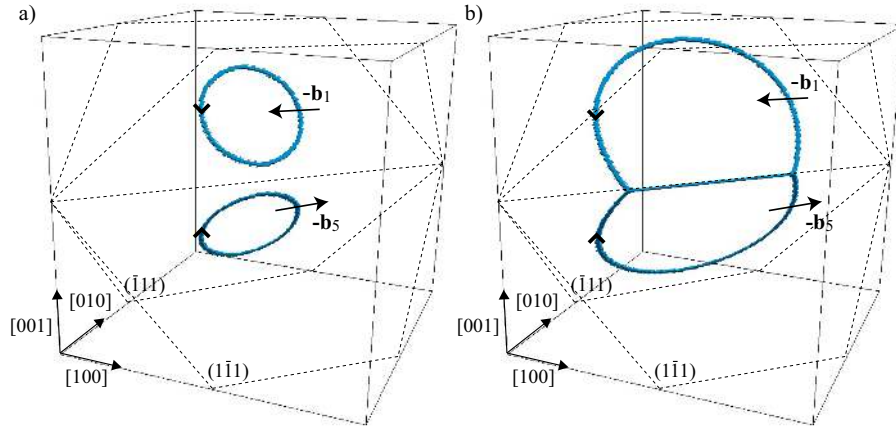 a)
-b1
-b5
(1̄11)
[010]
[001]
[100]
(11̄1)
b)
-b1
-b5
(1̄11)
[010]
[001]
[100]
(11̄1)